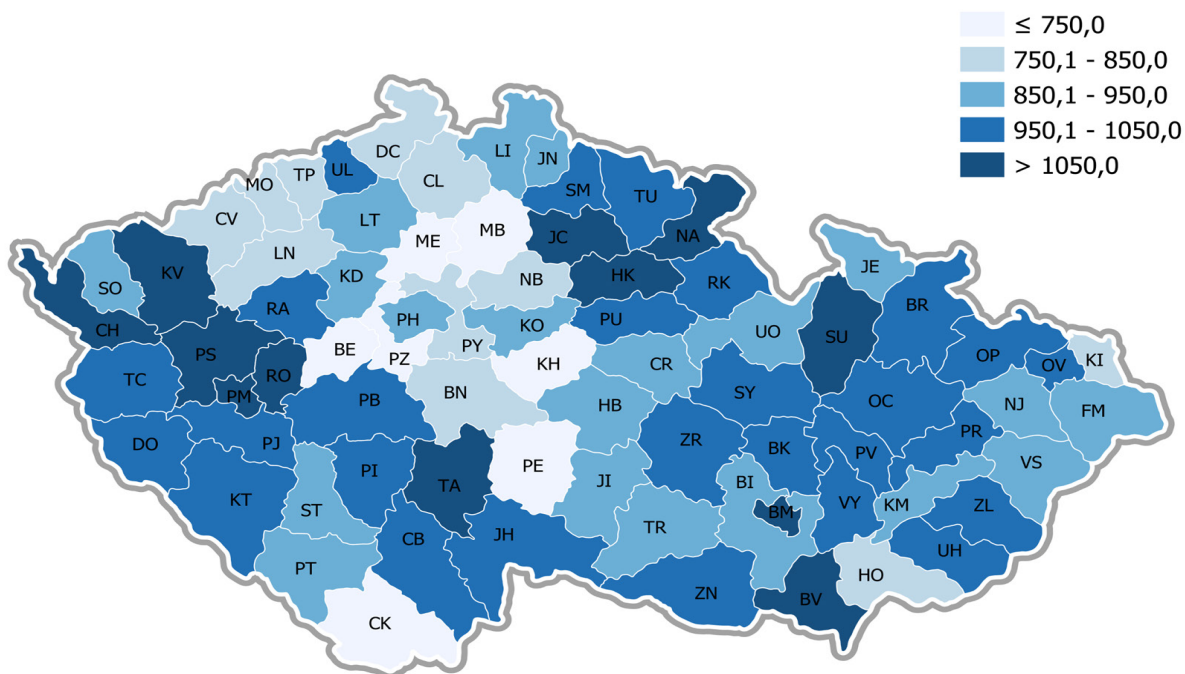 ≤ 750,0
750,1 - 850,0
850,1 - 950,0
950,1 - 1050,0
> 1050,0
DC
LI
JN
MO
TP
UL
CL
SM
TU
CV
LT
ME
MB
JC
NA
LN
SO
KV
KD
NB
HK
RK
JE
RA
BR
CH
PH
KO
PU
UO
SU
PS
BE
PZ
PY
KH
CR
OP
OV
KI
TC
RO
PM
PB
BN
HB
SY
OC
NJ
FM
DO
PJ
ZR
BK
PV
PR
VS
KT
PI
TA
PE
JI
BI
ST
BM
VY
KM
ZL
CB
JH
TR
UH
PT
ZN
BV
HO
CK